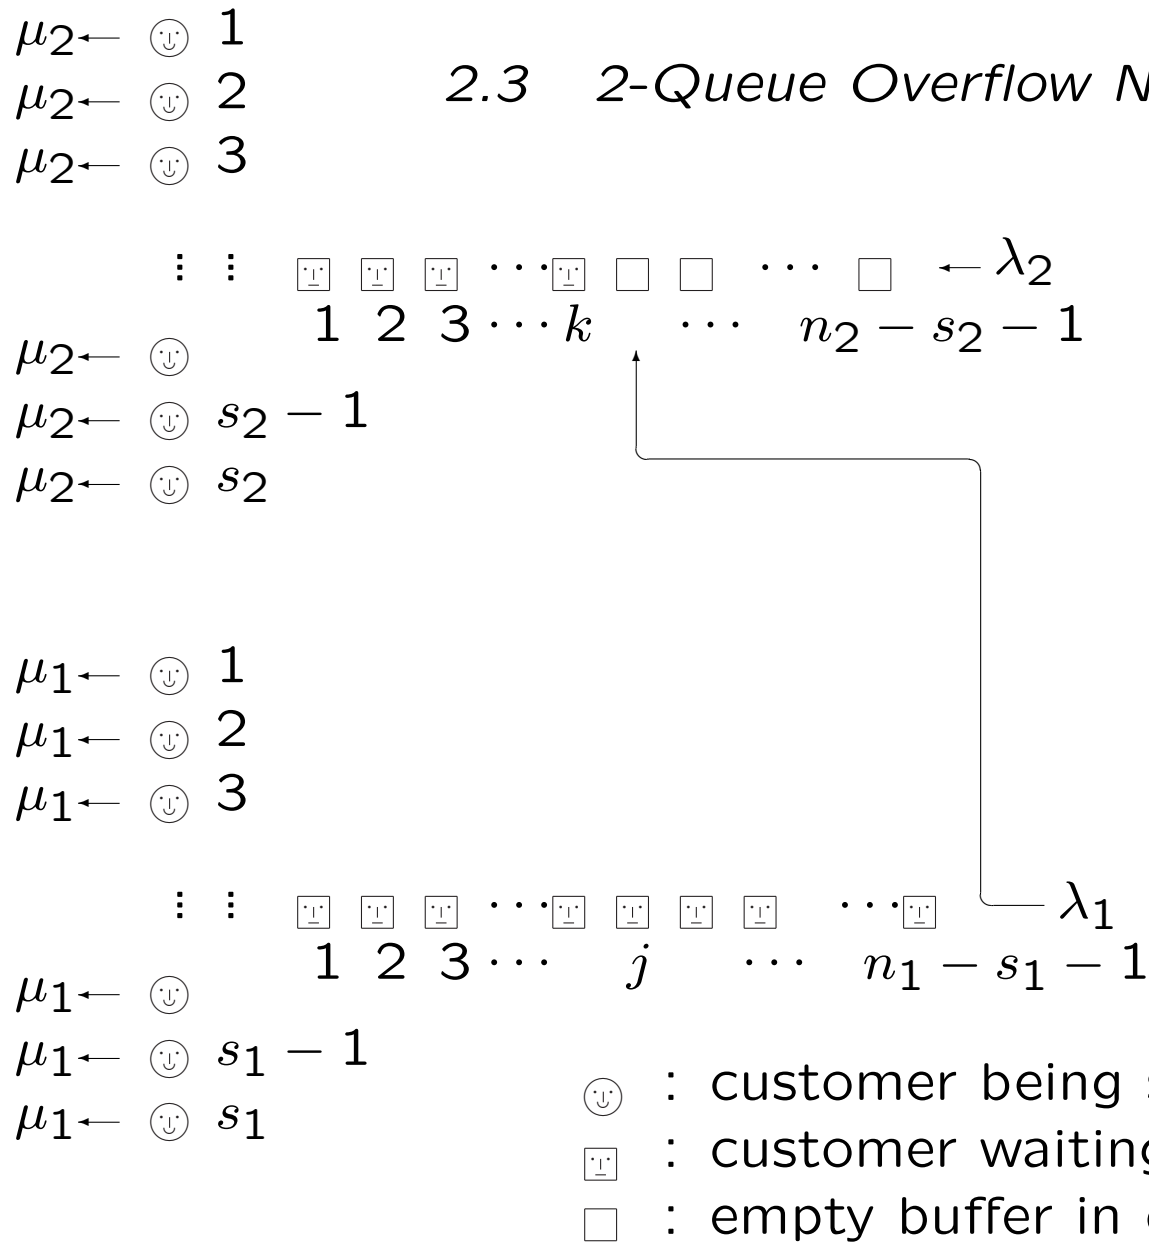 μ₂← 1
2.3 2-Queue Overflow
μ₂← 2
μ₂← 3
⋮ ⋮ ··· ··· ←λ₂
1 2 3 ··· k ··· n₂ − s₂ − 1
μ₂←
μ₂← s₂ − 1
μ₂← s₂
μ₁← 1
μ₁← 2
μ₁← 3
⋮ ⋮ ··· ··· λ₁
1 2 3 ··· j ··· n₁ − s₁ − 1
μ₁←
μ₁← s₁ − 1
μ₁← s₁
: customer being
: customer waiting
: empty buffer in